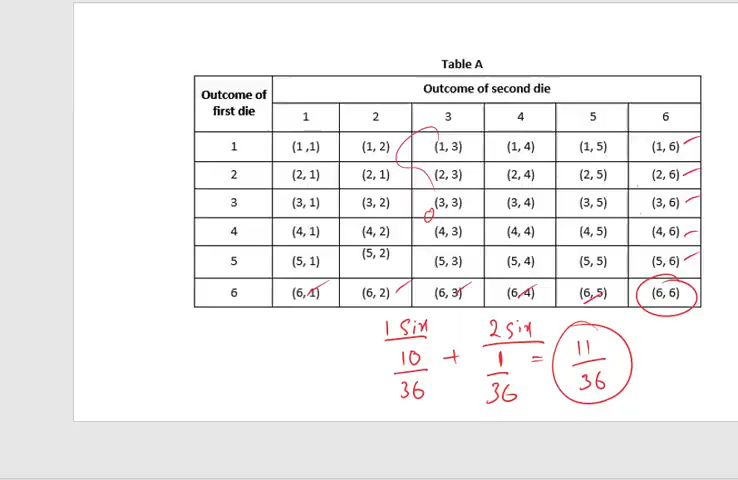 Table A
Outcome of first die Outcome of second die
1 2 3 4 5 6
1 (1 ,1) (1, 2) (1, 3) (1, 4) (1, 5) (1, 6)
2 (2, 1) (2, 1) (2, 3) (2, 4) (2, 5) (2, 6)
3 (3, 1) (3, 2) (3, 3) (3, 4) (3, 5) (3, 6)
4 (4, 1) (4, 2) (4, 3) (4, 4) (4, 5) (4, 6)
5 (5, 1) (5, 2) (5, 3) (5, 4) (5, 5) (5, 6)
6 (6, 1) (6, 2) (6, 3) (6, 4) (6, 5) (6, 6)
1 Six 2 Six
10 + 1 = 11
36 36 36